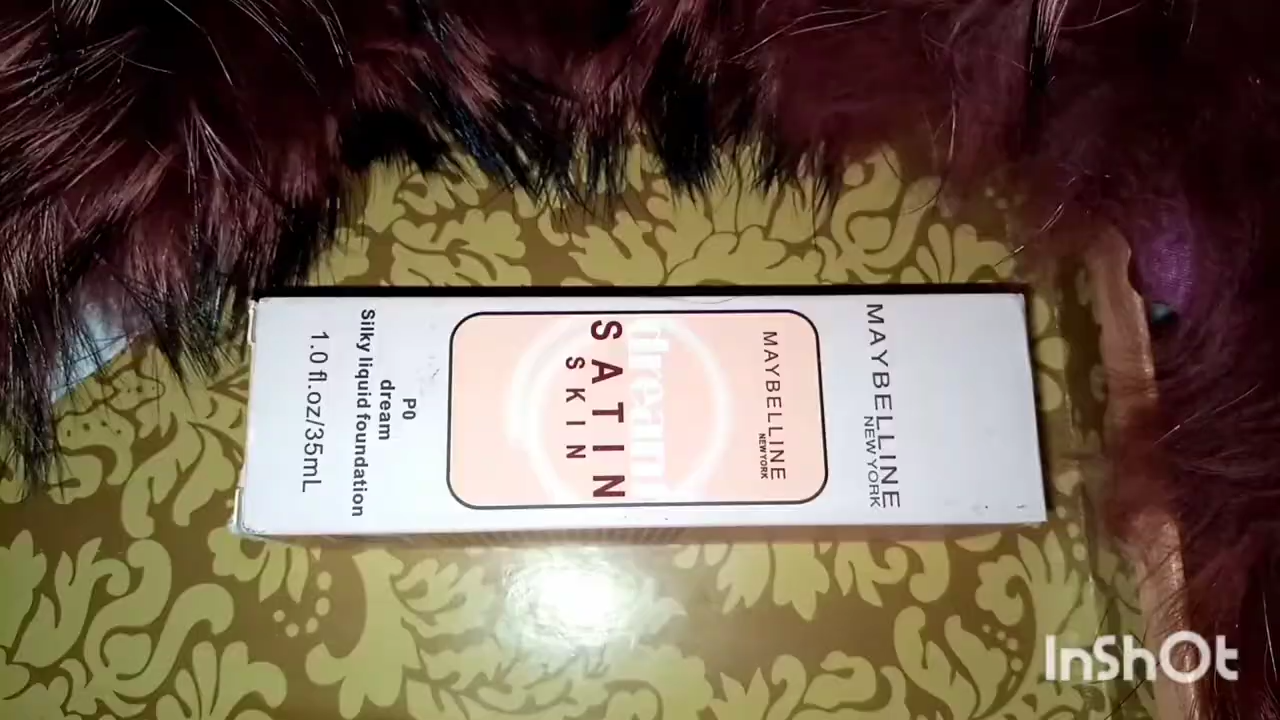 MAYBELLINE
NEW YORK
MAYBELLINE
NEW YORK
dream
SATIN
SKIN
P0
dream
Silky liquid foundation
1.0 fl.oz/35mL
InShOt